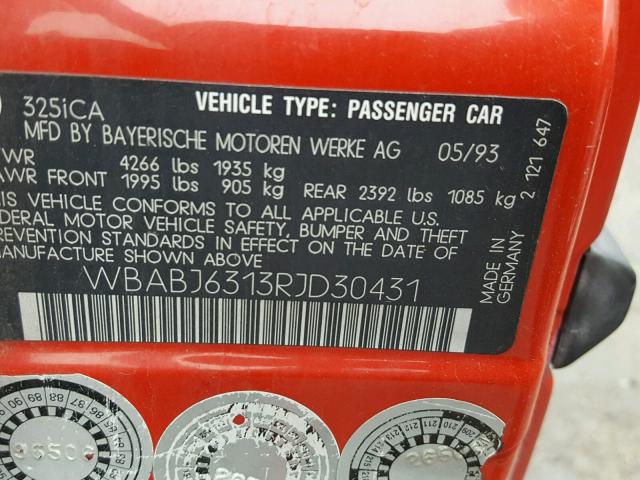 325iCA VEHICLE TYPE: PASSENGER CAR
MFD BY BAYERISCHE MOTOREN WERKE AG 05/93
WR 4266 lbs 1935 kg
AWR FRONT 1995 lbs 905 kg REAR 2392 lbs 1085 kg
IS VEHICLE CONFORMS TO ALL APPLICABLE U.S.
DERAL MOTOR VEHICLE SAFETY, BUMPER AND THEFT
EVENTION STANDARDS IN EFFECT ON THE DATE OF
ANUFACTURE SHOWN ABOVE
WBABJ6313RJD30431
2 121 647
MADE IN
GERMANY